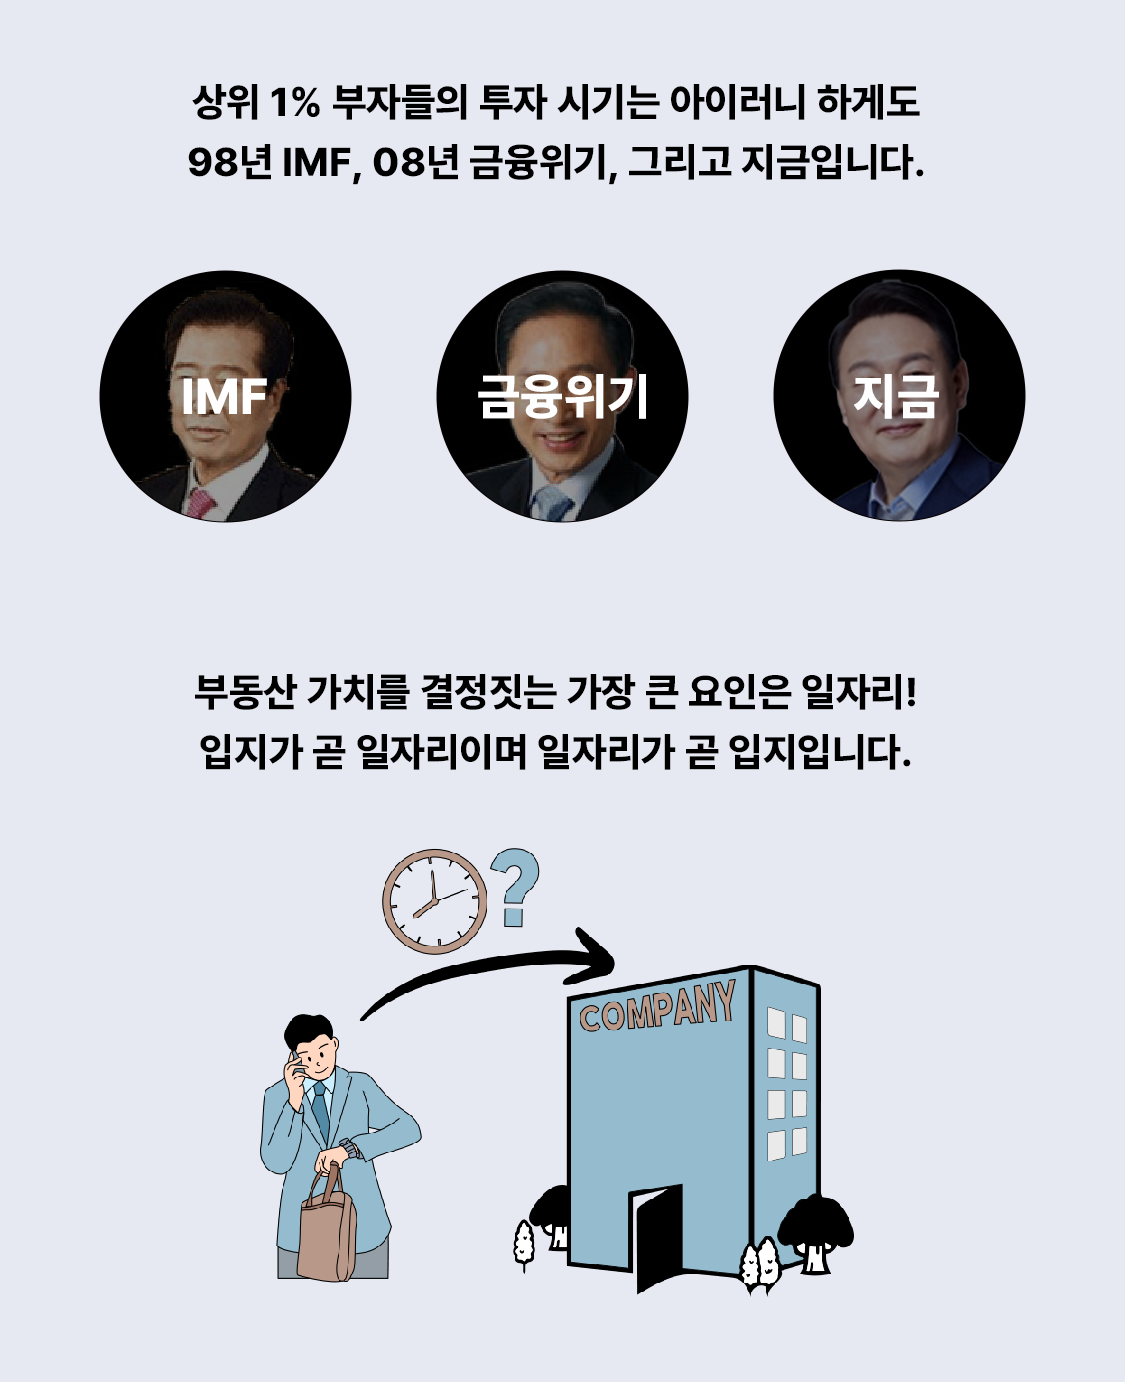 상위 1% 부자들의 투자 시기는 아이러니 하게도
98년 IMF, 08년 금융위기, 그리고 지금입니다.
IMF
금융위기
지금
부동산 가치를 결정짓는 가장 큰 요인은 일자리!
입지가 곧 일자리이며 일자리가 곧 입지입니다.
?
COMPANY